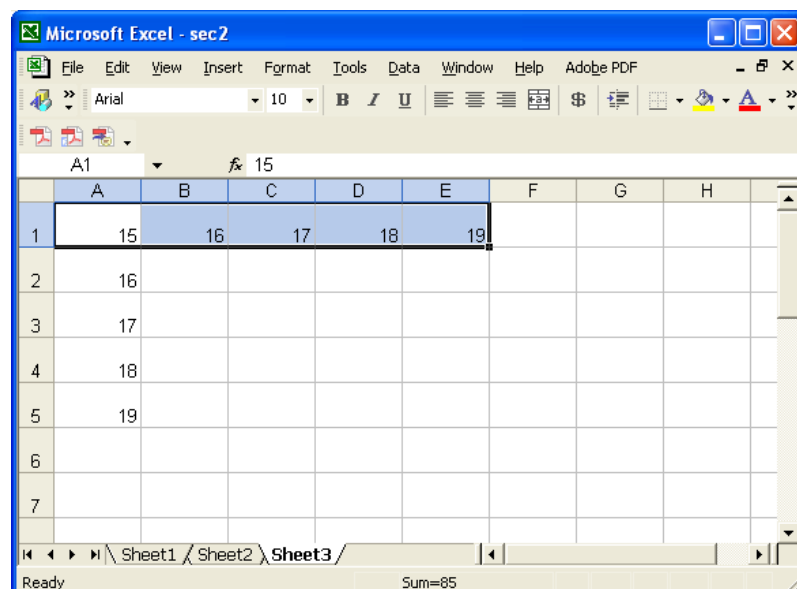 Microsoft Excel - sec2
File Edit View Insert Format Tools Data Window Help Adobe PDF
Arial 10 B I U $ A
A1 fx 15
A B C D E F G H
1 15 16 17 18 19
2 16
3 17
4 18
5 19
6
7
Sheet1 Sheet2 Sheet3
Ready Sum=85